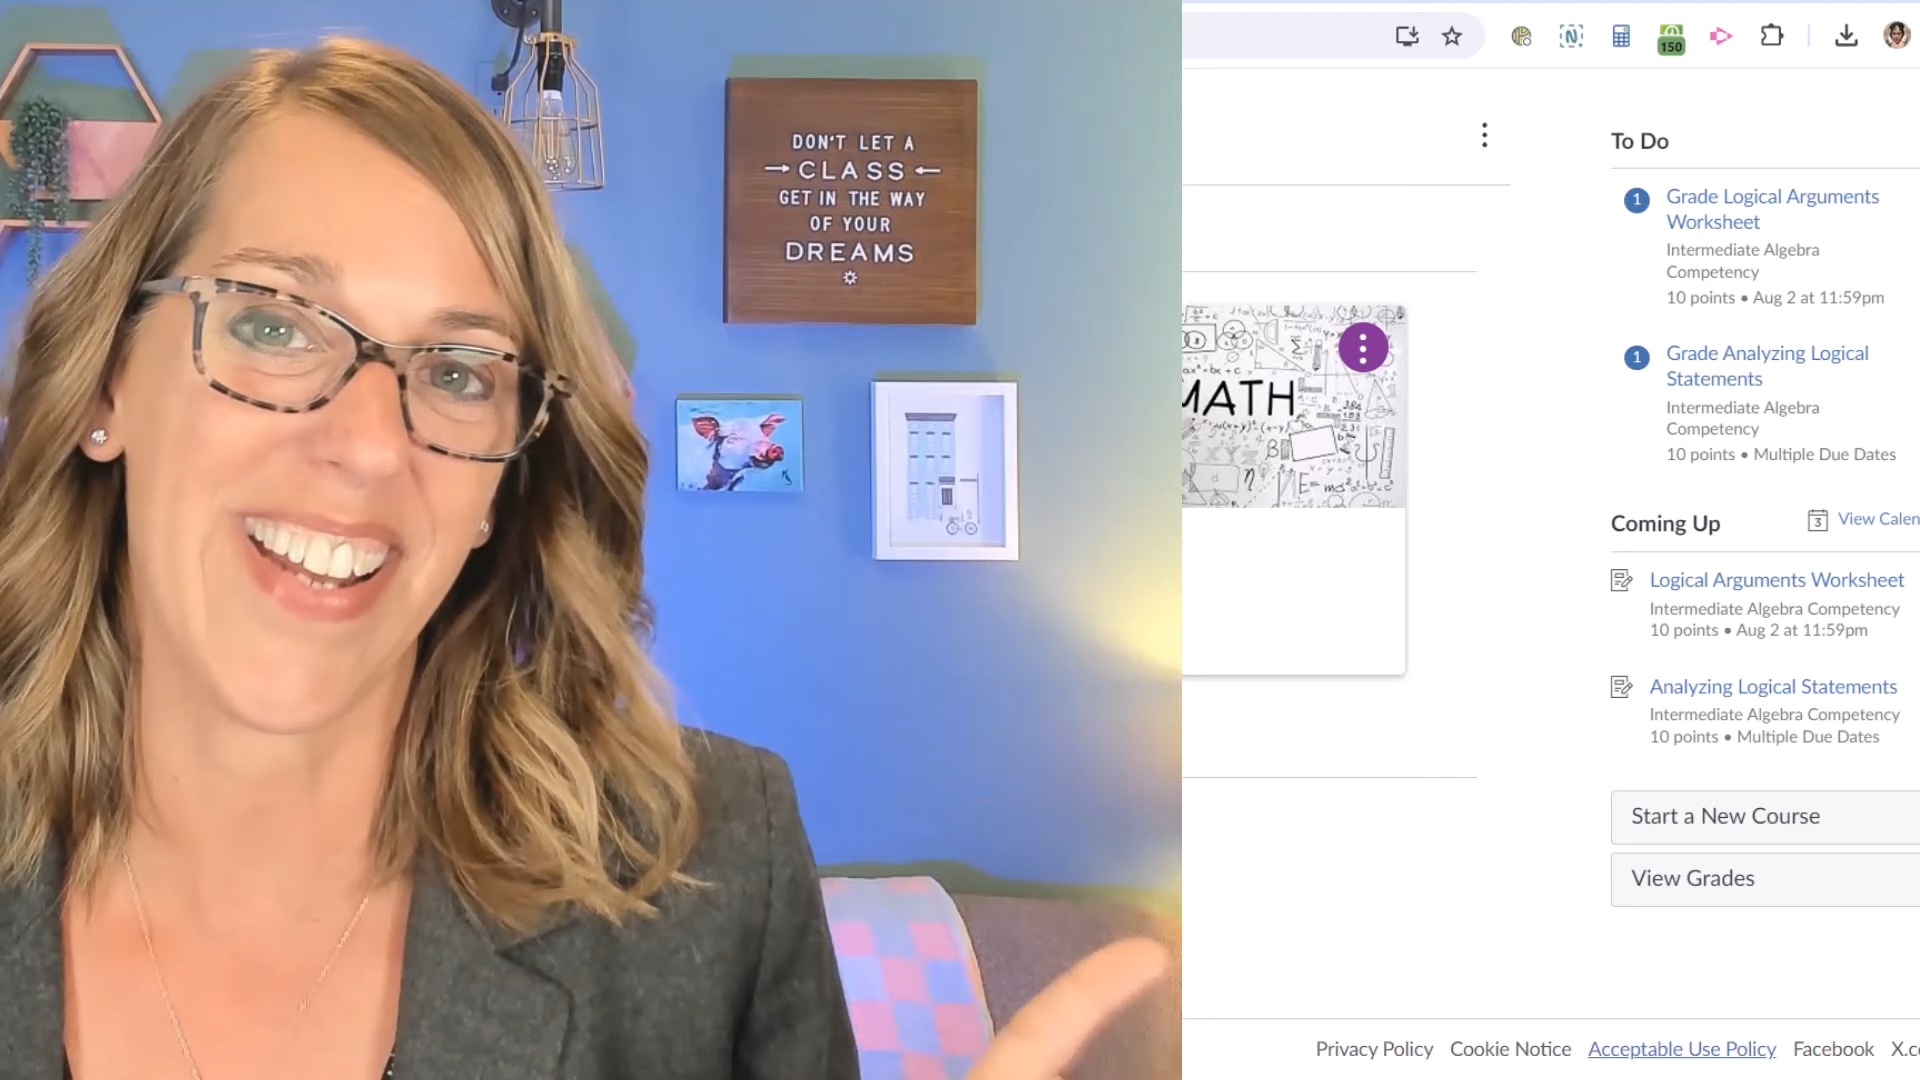 DON'T LET A
CLASS
GET IN THE WAY
OF YOUR
DREAMS
150
MATH
To Do
1
Grade Logical Arguments
Worksheet
Intermediate Algebra
Competency
10 points • Aug 2 at 11:59pm
1
Grade Analyzing Logical
Statements
Intermediate Algebra
Competency
10 points • Multiple Due Dates
Coming Up
3
View Calen
Logical Arguments Worksheet
Intermediate Algebra Competency
10 points • Aug 2 at 11:59pm
Analyzing Logical Statements
Intermediate Algebra Competency
10 points • Multiple Due Dates
Start a New Course
View Grades
Privacy Policy Cookie Notice Acceptable Use Policy Facebook X.c